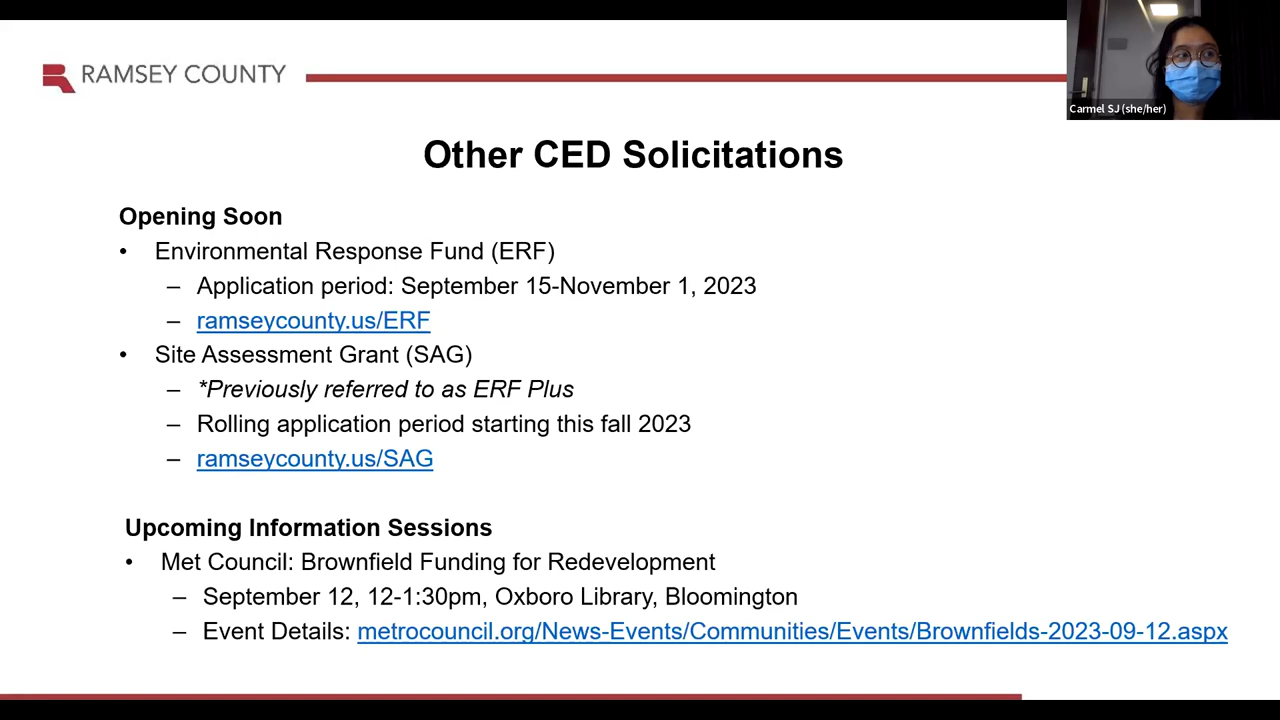 RAMSEY COUNTY
Carmel SJ (she/her)
Other CED Solicitations
Opening Soon
• Environmental Response Fund (ERF)
– Application period: September 15-November 1, 2023
– ramseycounty.us/ERF
• Site Assessment Grant (SAG)
– *Previously referred to as ERF Plus
– Rolling application period starting this fall 2023
– ramseycounty.us/SAG
Upcoming Information Sessions
• Met Council: Brownfield Funding for Redevelopment
– September 12, 12-1:30pm, Oxboro Library, Bloomington
– Event Details: metrocouncil.org/News-Events/Communities/Events/Brownfields-2023-09-12.aspx